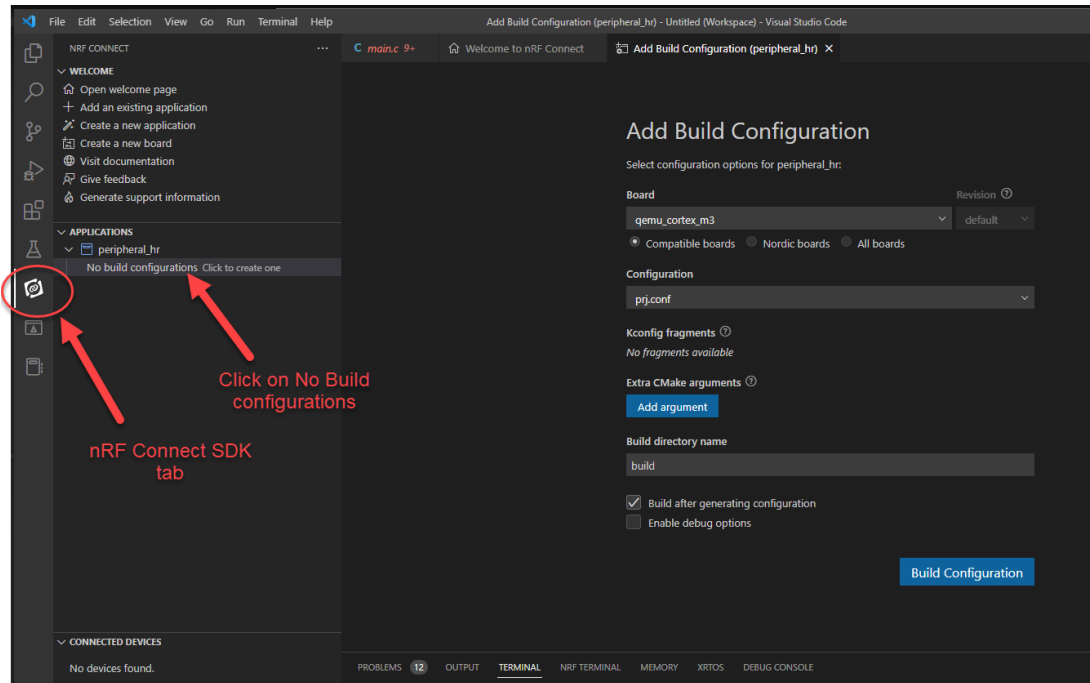 File Edit Selection View Go Run Terminal Help
Add Build Configuration (peripheral_hr) - Untitled (Workspace) - Visual Studio Code
NRF CONNECT
C main.c 9+
Welcome to nRF Connect
Add Build Configuration (peripheral_hr)
WELCOME
Open welcome page
Add an existing application
Create a new application
Create a new board
Visit documentation
Give feedback
Generate support information
APPLICATIONS
peripheral_hr
No build configurations Click to create one
Click on No Build
configurations
nRF Connect SDK
tab
CONNECTED DEVICES
No devices found.
Add Build Configuration
Select configuration options for peripheral_hr:
Board
Revision
qemu_cortex_m3
default
Compatible boards Nordic boards All boards
Configuration
prj.conf
Kconfig fragments
No fragments available
Extra CMake arguments
Add argument
Build directory name
build
Build after generating configuration
Enable debug options
Build Configuration
PROBLEMS 12 OUTPUT TERMINAL NRF TERMINAL MEMORY XRTOS DEBUG CONSOLE